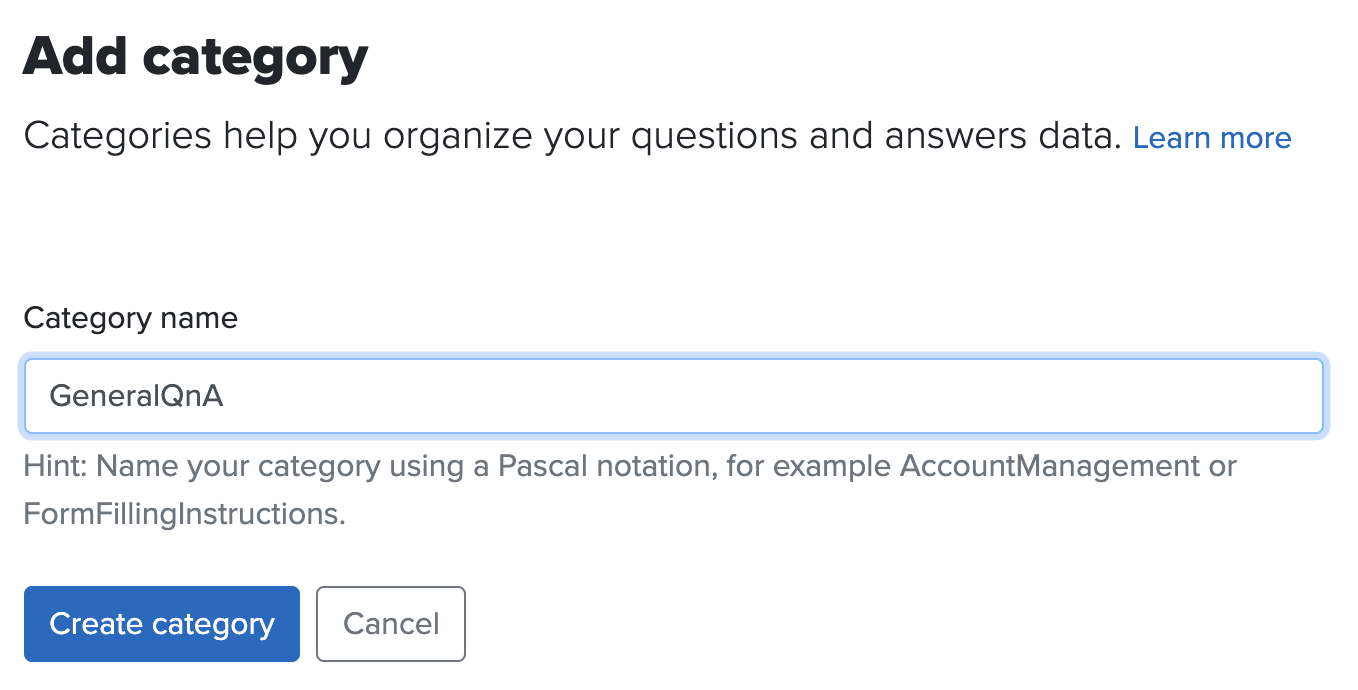 Add category
Categories help you organize your questions and answers data. Learn more
Category name
GeneralQnA
Hint: Name your category using a Pascal notation, for example AccountManagement or
FormFillingInstructions.
Create category Cancel